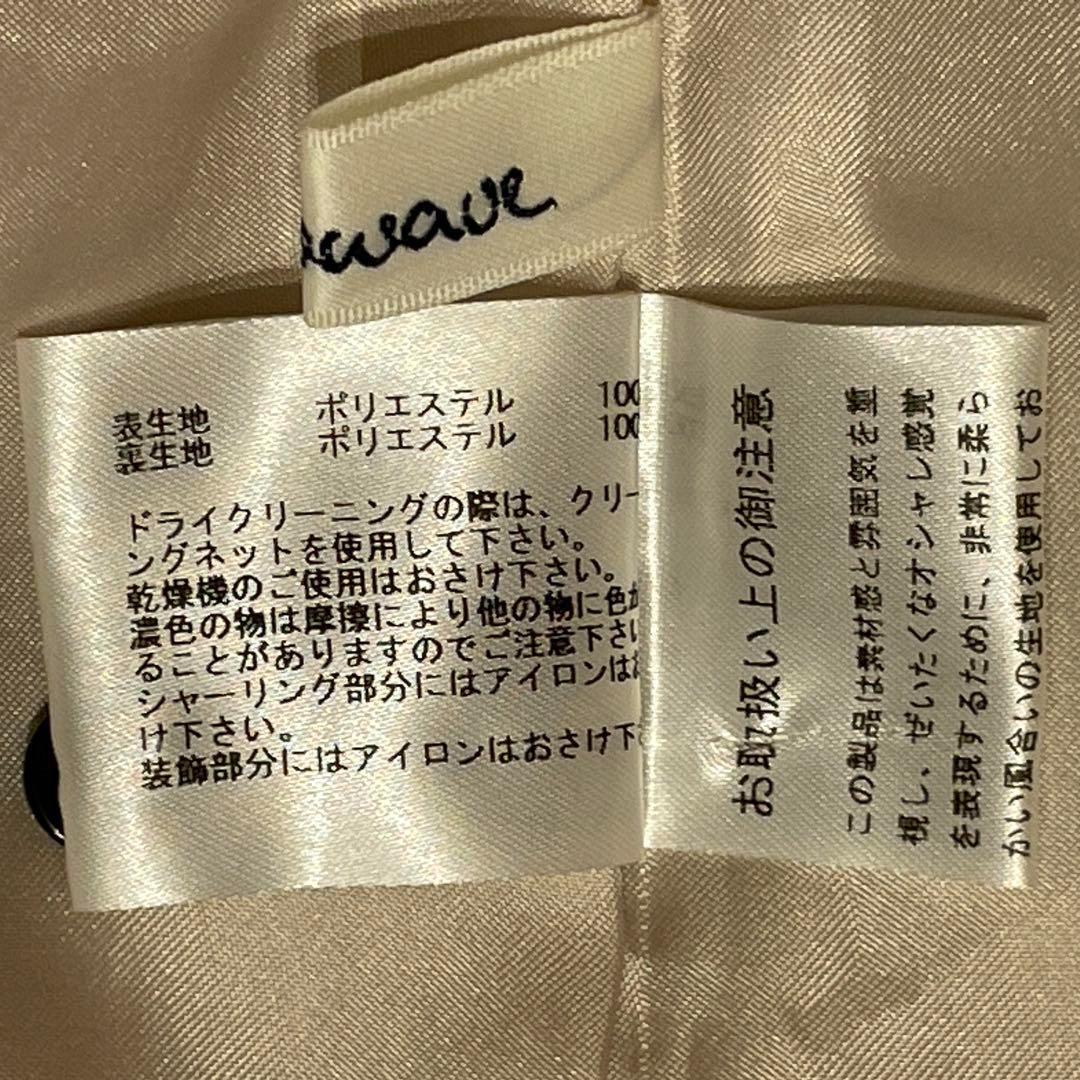 wave
表生地 ポリエステル 100
裏生地 ポリエステル 100
ドライクリーニングの際は、クリー
ングネットを使用して下さい。
乾燥機のご使用はおさけ下さい。
濃色の物は摩擦により他の物に色が
ることがありますのでご注意下さい
シャーリング部分にはアイロンはお
け下さい。
装飾部分にはアイロンはおさけ下さ
お取り扱い上の御注意
この製品は素材感と雰囲気を重
視し、ぜいたくなオシャレ感覚
を表現するために、非常に柔ら
かい風合いの生地を使用してお